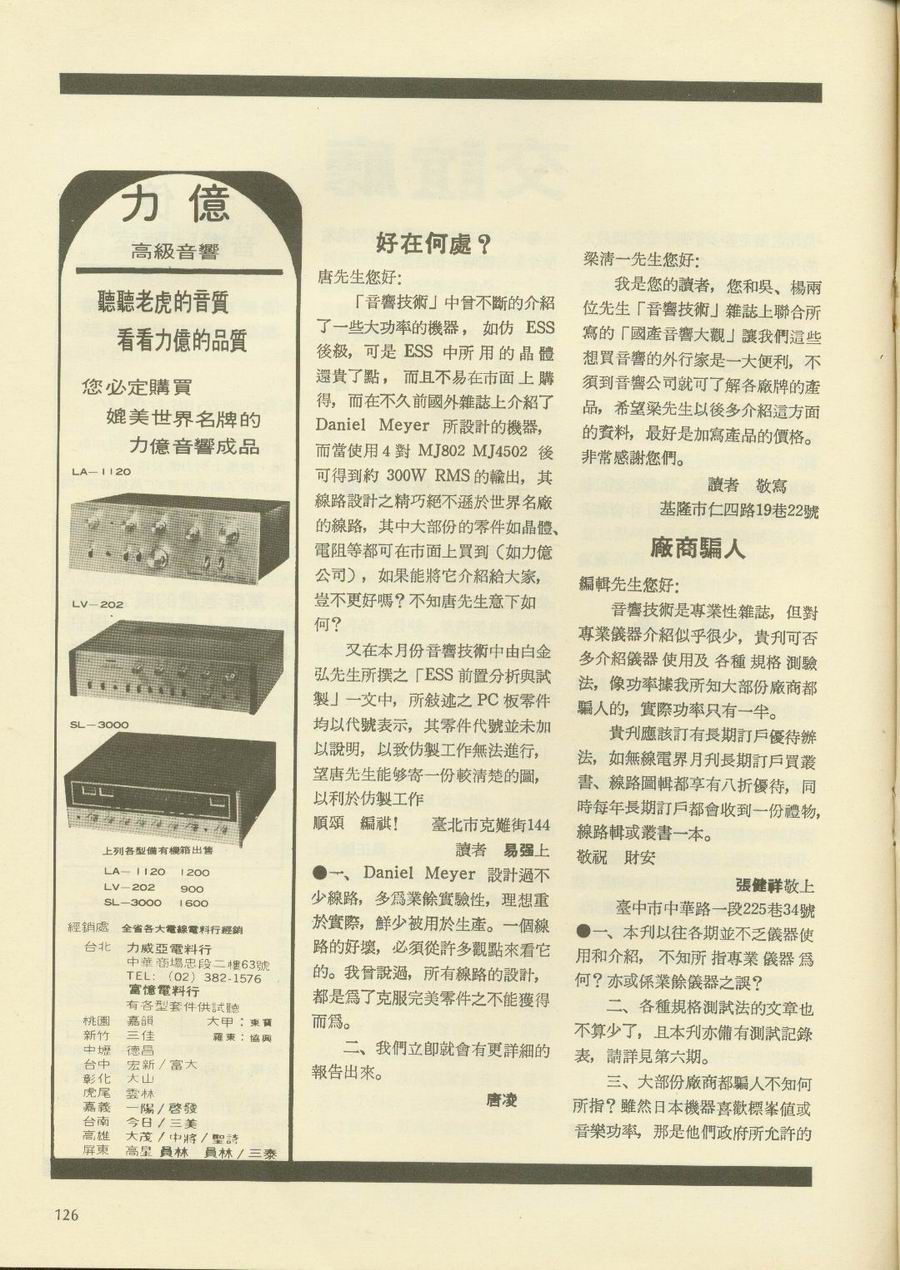 力億
高級音響
聽聽老虎的音質
看看力億的品質
您必定購買
媲美世界名牌的
力億音響成品
LA-1120
LV-202
SL-3000
上列各型備有機箱出售
LA-1120 1200
LV-202 900
SL-3000 1600
經銷處 全省各大電線電料行經銷
台北 力威亞電料行
中華商場忠段二樓63號
TEL: (02) 382-1576
富億電料行
有各型套件供試聽
桃園 嘉韻 大甲：東寶
新竹 三佳 羅東：協興
中壢 德昌
台中 宏新/富大
彰化 大山
虎尾 雲林
嘉義 一陽/啓發
台南 今日/三美
高雄 大茂/中將/聖詩
屏東 高星 員林 員林/三泰
好在何處？
唐先生您好:
「音響技術」中曾不斷的介紹
了一些大功率的機器，如仿 ESS
後級，可是 ESS 中所用的晶體
還貴了點，而且不易在市面上購
得，而在不久前國外雜誌上介紹了
Daniel Meyer 所設計的機器，
而當使用4對 MJ802 MJ4502 後
可得到約 300W RMS的輸出，其
線路設計之精巧絕不遜於世界名廠
的線路，其中大部份的零件如晶體、
電阻等都可在市面上買到（如力億
公司），如果能將它介紹給大家，
豈不更好嗎？不知唐先生意下如
何？
又在本月份音響技術中由白金
弘先生所撰之「ESS 前置分析與試
製」一文中，所敍述之 PC 板零件
均以代號表示，其零件代號並未加
以說明，以致仿製工作無法進行，
望唐先生能够寄一份較清楚的圖，
以利於仿製工作
順頌 編祺! 臺北市克難街144
讀者 易强上
●一、Daniel Meyer 設計過不
少線路，多爲業餘實驗性，理想重
於實際，鮮少被用於生產。一個線
路的好壞，必須從許多觀點來看它
的。我曾說過，所有線路的設計，
都是爲了克服完美零件之不能獲得
而爲。
二、我們立卽就會有更詳細的
報告出來。
唐凌
梁清一先生您好:
我是您的讀者，您和吳、楊兩
位先生「音響技術」雜誌上聯合所
寫的「國產音響大觀」讓我們這些
想買音響的外行家是一大便利，不
須到音響公司就可了解各廠牌的產
品，希望梁先生以後多介紹這方面
的資料，最好是加寫產品的價格。
非常感謝您們。
讀者 敬寫
基隆市仁四路19巷22號
廠商騙人
編輯先生您好:
音響技術是專業性雜誌，但對
專業儀器介紹似乎很少，貴刋可否
多介紹儀器使用及各種規格測驗
法，像功率據我所知大部份廠商都
騙人的，實際功率只有一半。
貴刋應該訂有長期訂戶優待辦
法，如無線電界月刋長期訂戶買叢
書、線路圖輯都享有八折優待，同
時每年長期訂戶都會收到一份禮物，
線路輯或叢書一本。
敬祝 財安
張健祥敬上
臺中市中華路一段225巷34號
●一、本刋以往各期並不乏儀器使
用和介紹，不知所指專業儀器爲
何？亦或係業餘儀器之誤？
二、各種規格測試法的文章也
不算少了，且本刋亦備有測試記錄
表，請詳見第六期。
三、大部份廠商都騙人不知何
所指？雖然日本機器喜歡標峯値或
音樂功率，那是他們政府所允許的
126